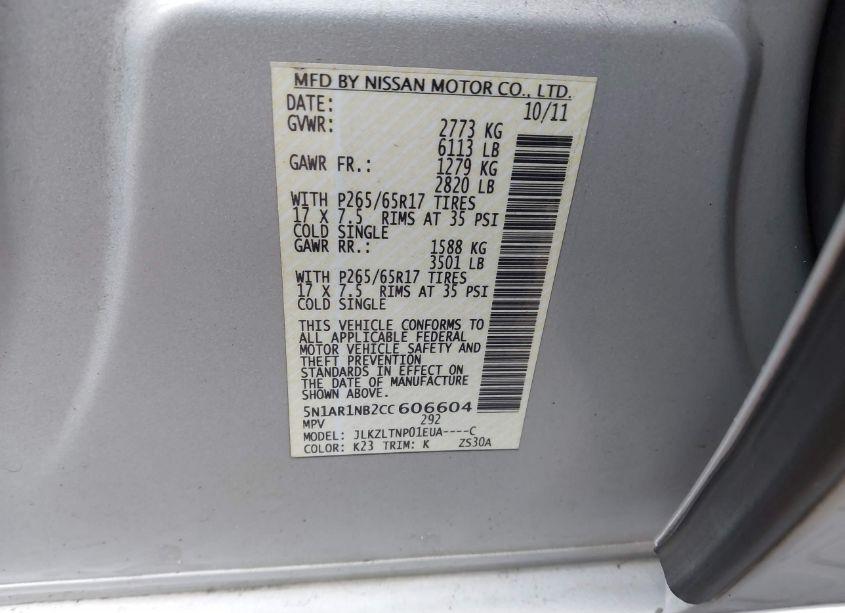 MFD BY NISSAN MOTOR CO., LTD.
DATE: 10/11
GVWR: 2773 KG
6113 LB
GAWR FR.: 1279 KG
2820 LB
WITH P265/65R17 TIRES
17 X 7.5 RIMS AT 35 PSI
COLD SINGLE
GAWR RR.: 1588 KG
3501 LB
WITH P265/65R17 TIRES
17 X 7.5 RIMS AT 35 PSI
COLD SINGLE
THIS VEHICLE CONFORMS TO
ALL APPLICABLE FEDERAL
MOTOR VEHICLE SAFETY AND
THEFT PREVENTION
STANDARDS IN EFFECT ON
THE DATE OF MANUFACTURE
SHOWN ABOVE.
5N1AR1NB2CC606604
MPV 292
MODEL: JLKZLTNP01EUA----C
COLOR: K23 TRIM: K ZS30A